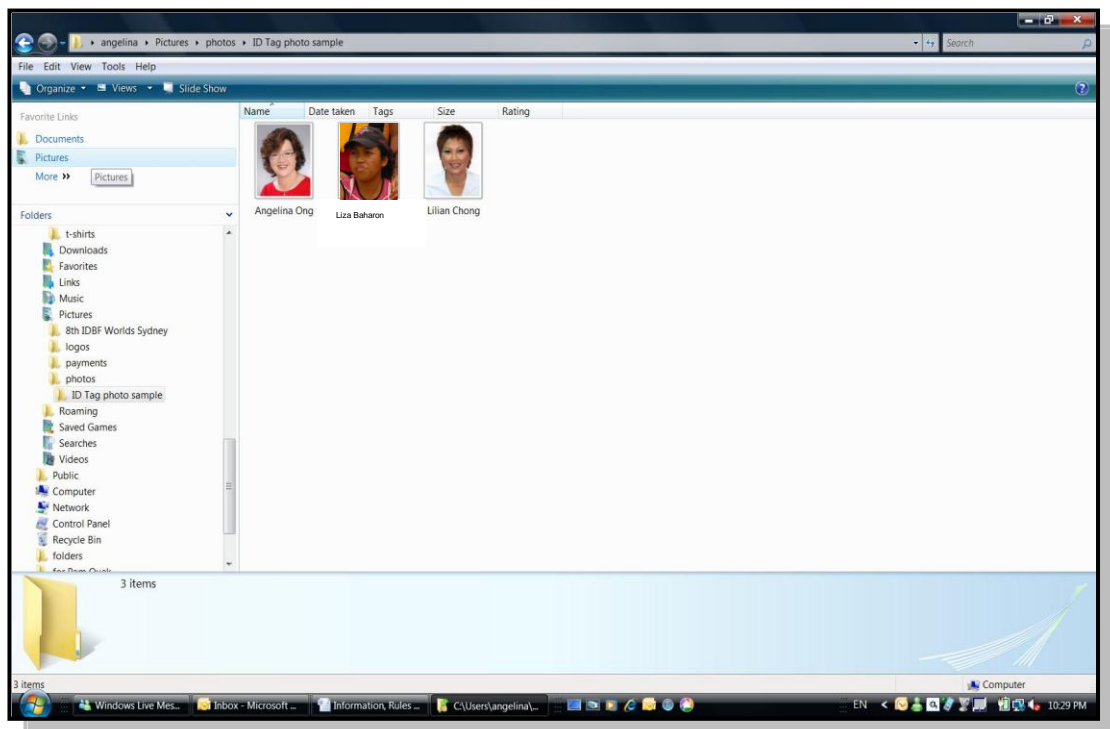 angelina ▸ Pictures ▸ photos ▸ ID Tag photo sample
Search
File Edit View Tools Help
Organize Views Slide Show
Favorite Links
Documents
Pictures
More »
Pictures
Name Date taken Tags Size Rating
Angelina Ong
Liza Baharon
Lilian Chong
Folders
t-shirts
Downloads
Favorites
Links
Music
Pictures
8th IDBF Worlds Sydney
logos
payments
photos
ID Tag photo sample
Roaming
Saved Games
Searches
Videos
Public
Computer
Network
Control Panel
Recycle Bin
folders
3 items
3 items
Computer
Windows Live Mes... Inbox - Microsoft ... Information, Rules ... C:\Users\angelina\... EN 10:29 PM